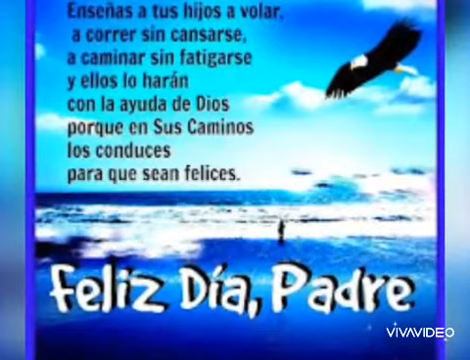 Enseñas a tus hijos a volar,
a correr sin cansarse,
a caminar sin fatigarse
y ellos lo harán
con la ayuda de Dios
porque en Sus Caminos
los conduces
para que sean felices.
Feliz Día, Padre
VIVAVIDEO